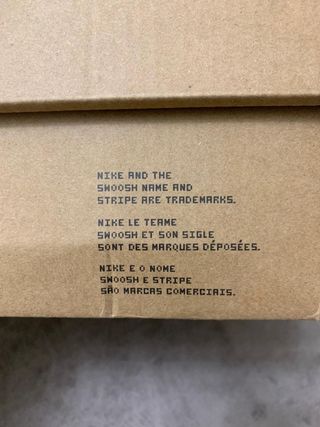 NIKE AND THE
SWOOSH NAME AND
STRIPE ARE TRADEMARKS.
NIKE LE TERME
SWOOSH ET SON SIGLE
SONT DES MARQUES DÉPOSÉES.
NIKE E O NOME
SWOOSH E STRIPE
SÃO MARCAS COMERCIAIS.